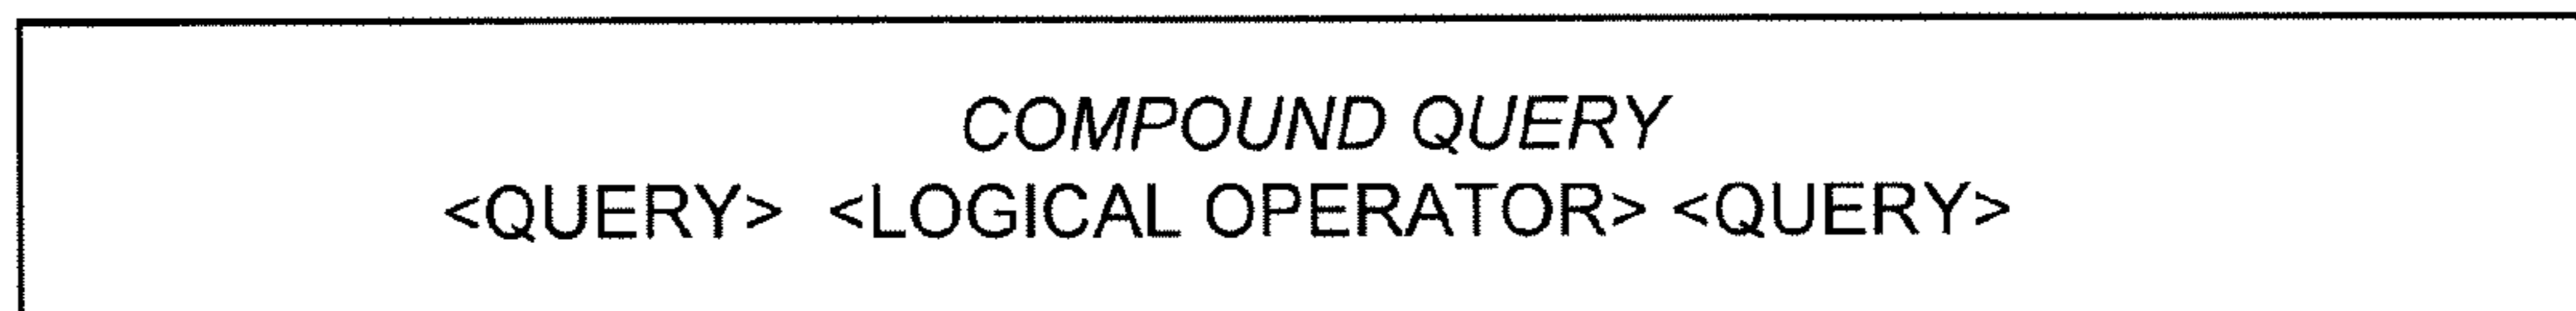 COMPOUND QUERY
<QUERY> <LOGICAL OPERATOR> <QUERY>